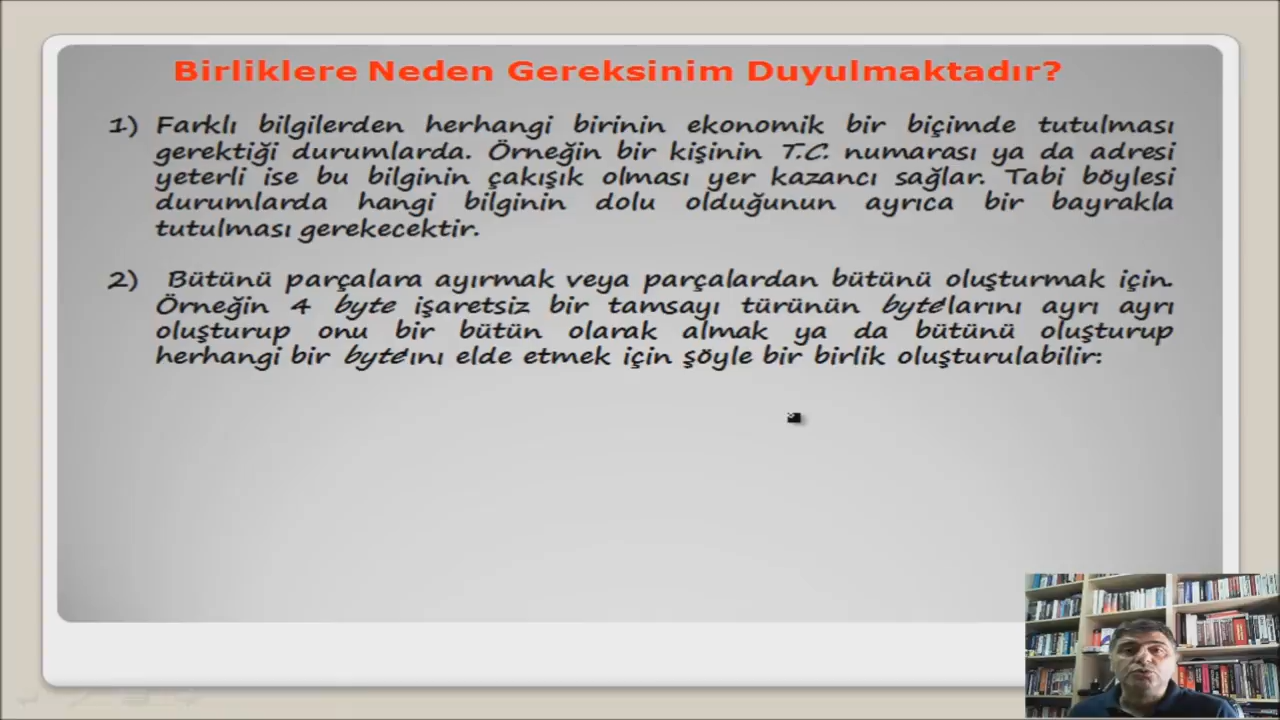 Birliklere Neden Gereksinim Duyulmaktadır?
1) Farklı bilgilerden herhangi birinin ekonomik bir biçimde tutulması
gerektiği durumlarda. Örneğin bir kişinin T.C. numarası ya da adresi
yeterli ise bu bilginin çakışık olması yer kazancı sağlar. Tabi böylesi
durumlarda hangi bilginin dolu olduğunun ayrıca bir bayrakla
tutulması gerekecektir.
2) Bütünü parçalara ayırmak veya parçalardan bütünü oluşturmak için.
Örneğin 4 byte işaretsiz bir tamsayı türünün byte'larını ayrı ayrı
oluşturup onu bir bütün olarak almak ya da bütünü oluşturup
herhangi bir byte'ını elde etmek için şöyle bir birlik oluşturulabilir: